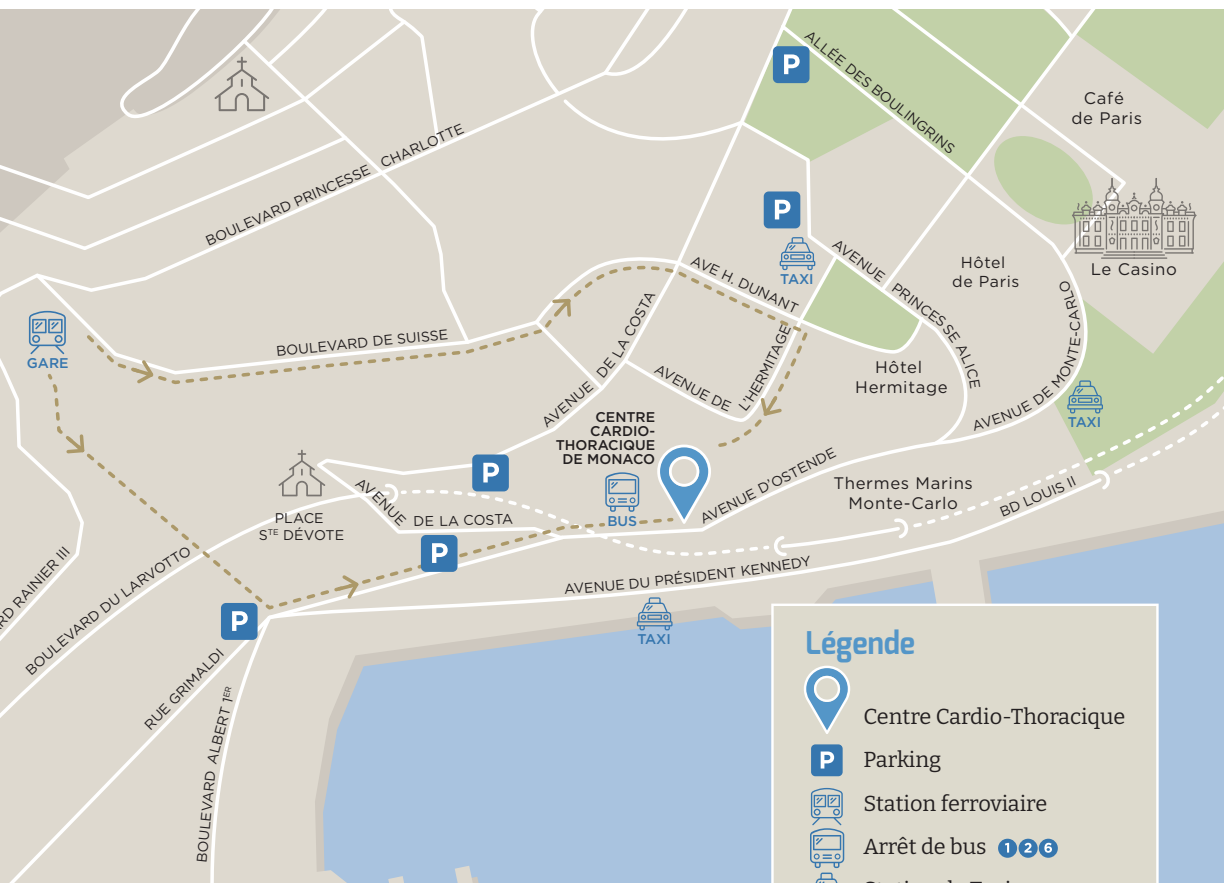 P
ALLÉE DES BOULINGRINS
Café
de Paris
BOULEVARD PRINCESSE CHARLOTTE
P
TAXI
AVENUE PRINCESSE ALICE
Hôtel
de Paris
Le Casino
AVE H. DUNANT
GARE
BOULEVARD DE SUISSE
AVENUE DE LA COSTA
AVENUE DE L'HERMITAGE
Hôtel
Hermitage
AVENUE DE MONTE-CARLO
TAXI
CENTRE
CARDIO-
THORACIQUE
DE MONACO
P
BUS
AVENUE D'OSTENDE
Thermes Marins
Monte-Carlo
BD LOUIS II
PLACE
STE DÉVOTE
AVENUE DE LA COSTA
P
BOULEVARD DU LARVOTTO
RD RAINIER III
AVENUE DU PRÉSIDENT KENNEDY
P
TAXI
RUE GRIMALDI
BOULEVARD ALBERT 1ER
Légende
Centre Cardio-Thoracique
P Parking
Station ferroviaire
Arrêt de bus 1 2 6